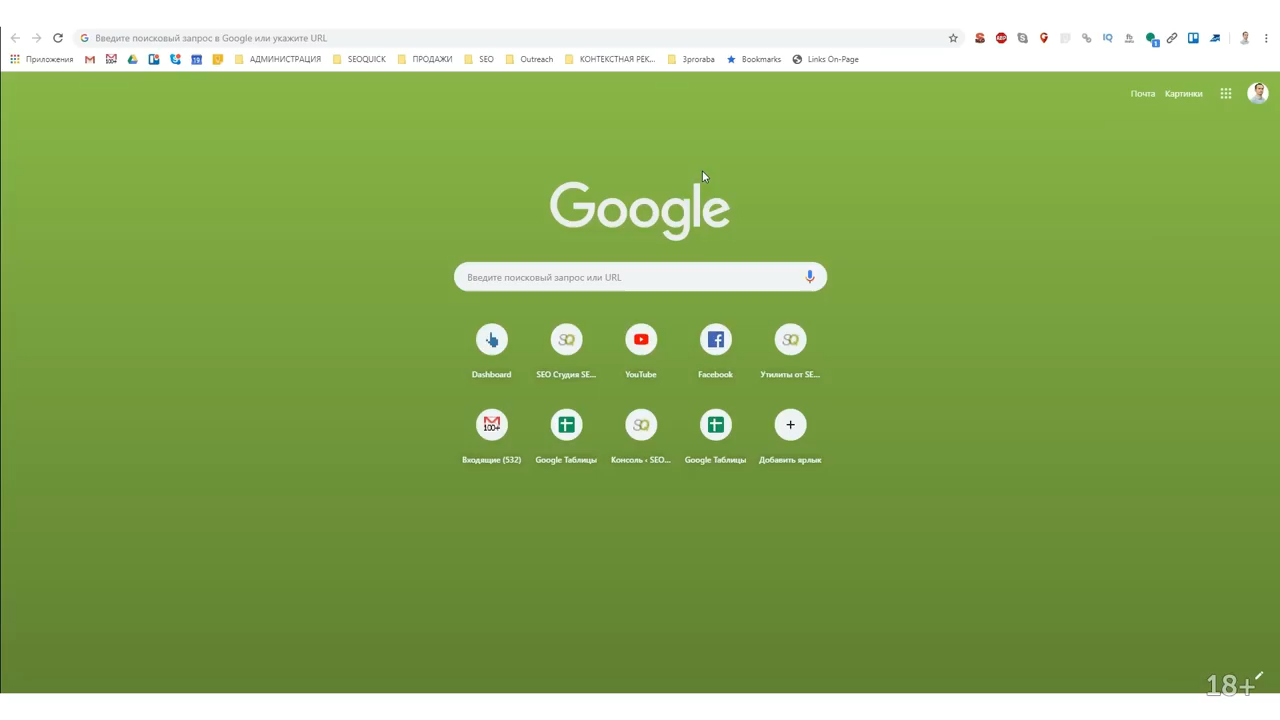 Введите поисковый запрос в Google или укажите URL
Приложения АДМИНИСТРАЦИЯ SEOQUICK ПРОДАЖИ SEO Outreach КОНТЕКСТНАЯ РЕК... 3proraba Bookmarks Links On-Page
Почта Картинки
Google
Введите поисковый запрос или URL
Dashboard SEO Студия SE... YouTube Facebook Утилиты от SE...
100+
Входящие (532) Google Таблицы Консоль ‹ SEO... Google Таблицы Добавить ярлык
18+